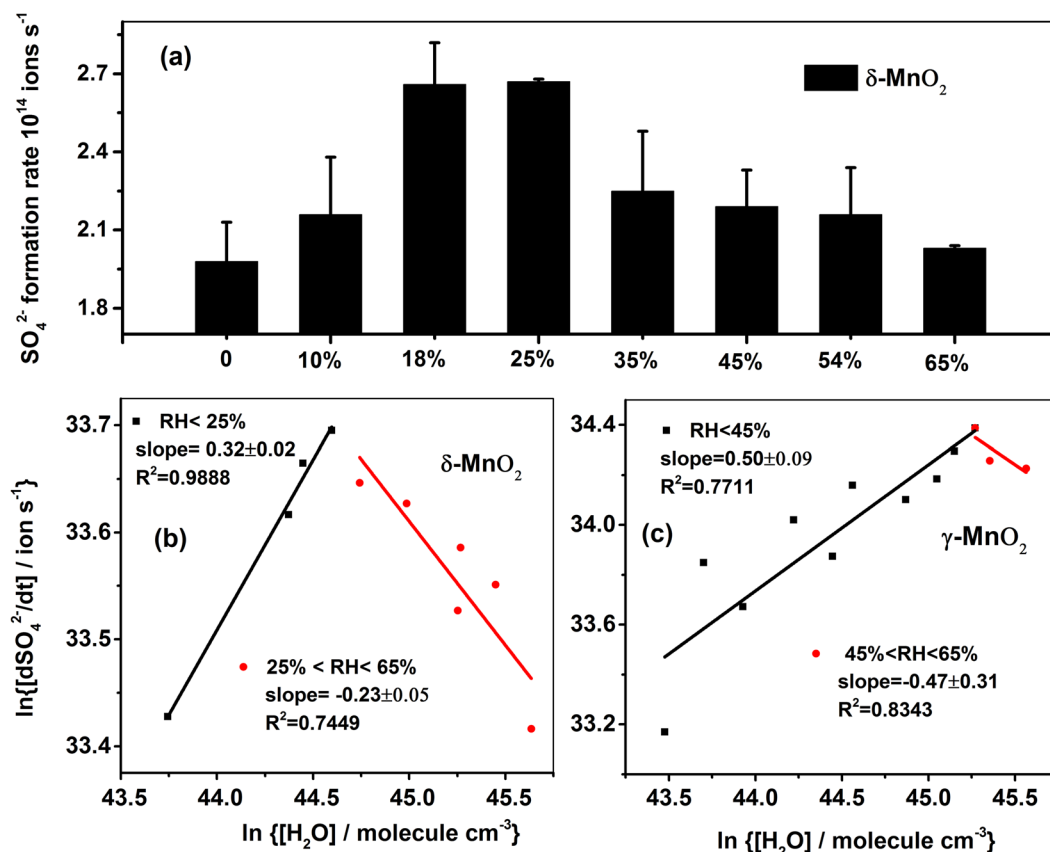 (a)
δ-MnO₂
SO₄²⁻ formation rate 10¹⁴ ions s⁻¹
2.7
2.4
2.1
1.8
0 10% 18% 25% 35% 45% 54% 65%
ln{[dSO₄²⁻/dt] / ion s⁻¹}
33.7
33.6
33.5
33.4
RH< 25%
slope= 0.32±0.02
R²=0.9888
δ-MnO₂
(b)
25% < RH< 65%
slope= -0.23±0.05
R²=0.7449
43.5 44.0 44.5 45.0 45.5
ln {[H₂O] / molecule cm⁻³}
34.4
34.0
33.6
33.2
RH<45%
slope=0.50±0.09
R²=0.7711
(c)
γ-MnO₂
45%<RH<65%
slope=-0.47±0.31
R²=0.8343
43.5 44.0 44.5 45.0 45.5
ln {[H₂O] / molecule cm⁻³}